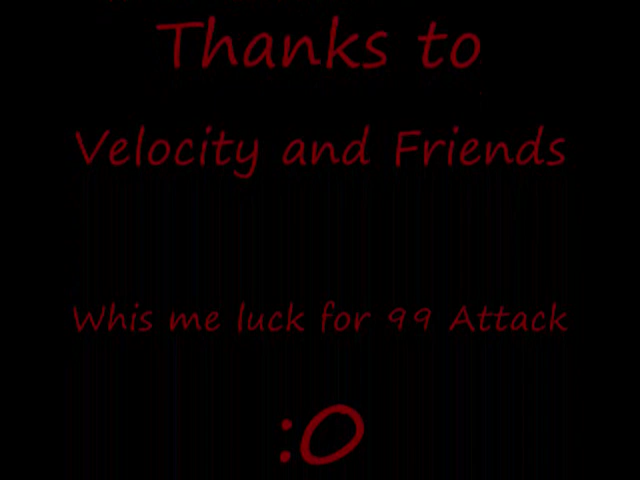 Thanks to
Velocity and Friends
Whis me luck for 99 Attack
:O